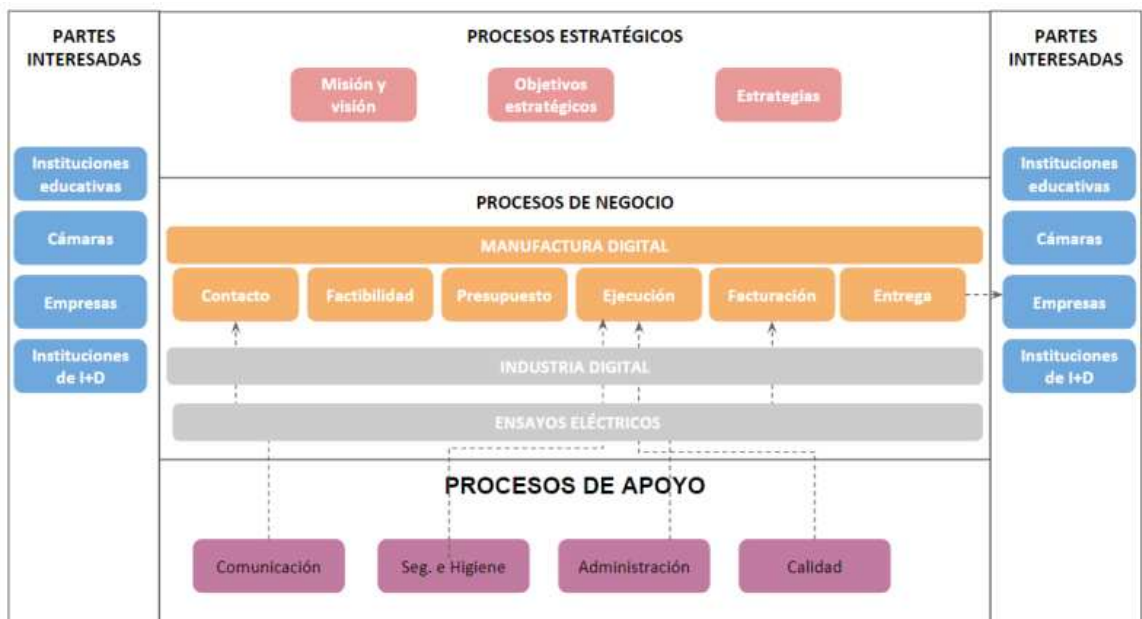 PARTES
INTERESADAS
Instituciones
educativas
Cámaras
Empresas
Instituciones
de I+D
PROCESOS ESTRATÉGICOS
Misión y
visión
Objetivos
estratégicos
Estrategias
PROCESOS DE NEGOCIO
MANUFACTURA DIGITAL
Contacto
Factibilidad
Presupuesto
Ejecución
Facturación
Entrega
INDUSTRIA DIGITAL
ENSAYOS ELÉCTRICOS
PROCESOS DE APOYO
Comunicación
Seg. e Higiene
Administración
Calidad
PARTES
INTERESADAS
Instituciones
educativas
Cámaras
Empresas
Instituciones
de I+D